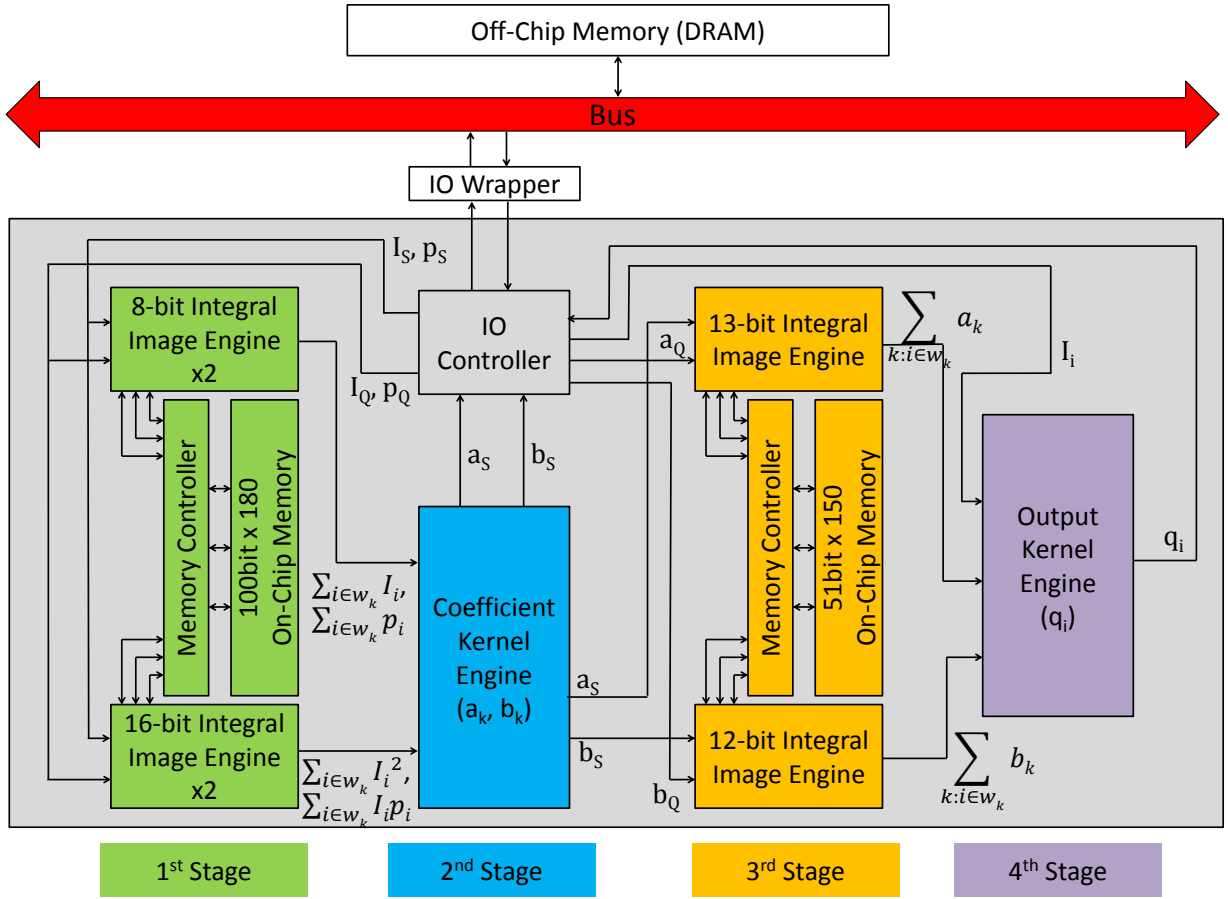 Off-Chip Memory (DRAM)
Bus
IO Wrapper
I_S, p_S
8-bit Integral
Image Engine
x2
I_Q, p_Q
IO
Controller
a_Q
13-bit Integral
Image Engine
∑_{k:i∈w_k} a_k
I_i
Memory Controller
100bit x 180
On-Chip Memory
a_S
b_S
Memory Controller
51bit x 150
On-Chip Memory
∑_{i∈w_k} I_i,
∑_{i∈w_k} p_i
Coefficient
Kernel
Engine
(a_k, b_k)
Output
Kernel
Engine
(q_i)
q_i
a_S
b_S
16-bit Integral
Image Engine
x2
∑_{i∈w_k} I_i²,
∑_{i∈w_k} I_i p_i
b_Q
12-bit Integral
Image Engine
∑_{k:i∈w_k} b_k
1st Stage
2nd Stage
3rd Stage
4th Stage